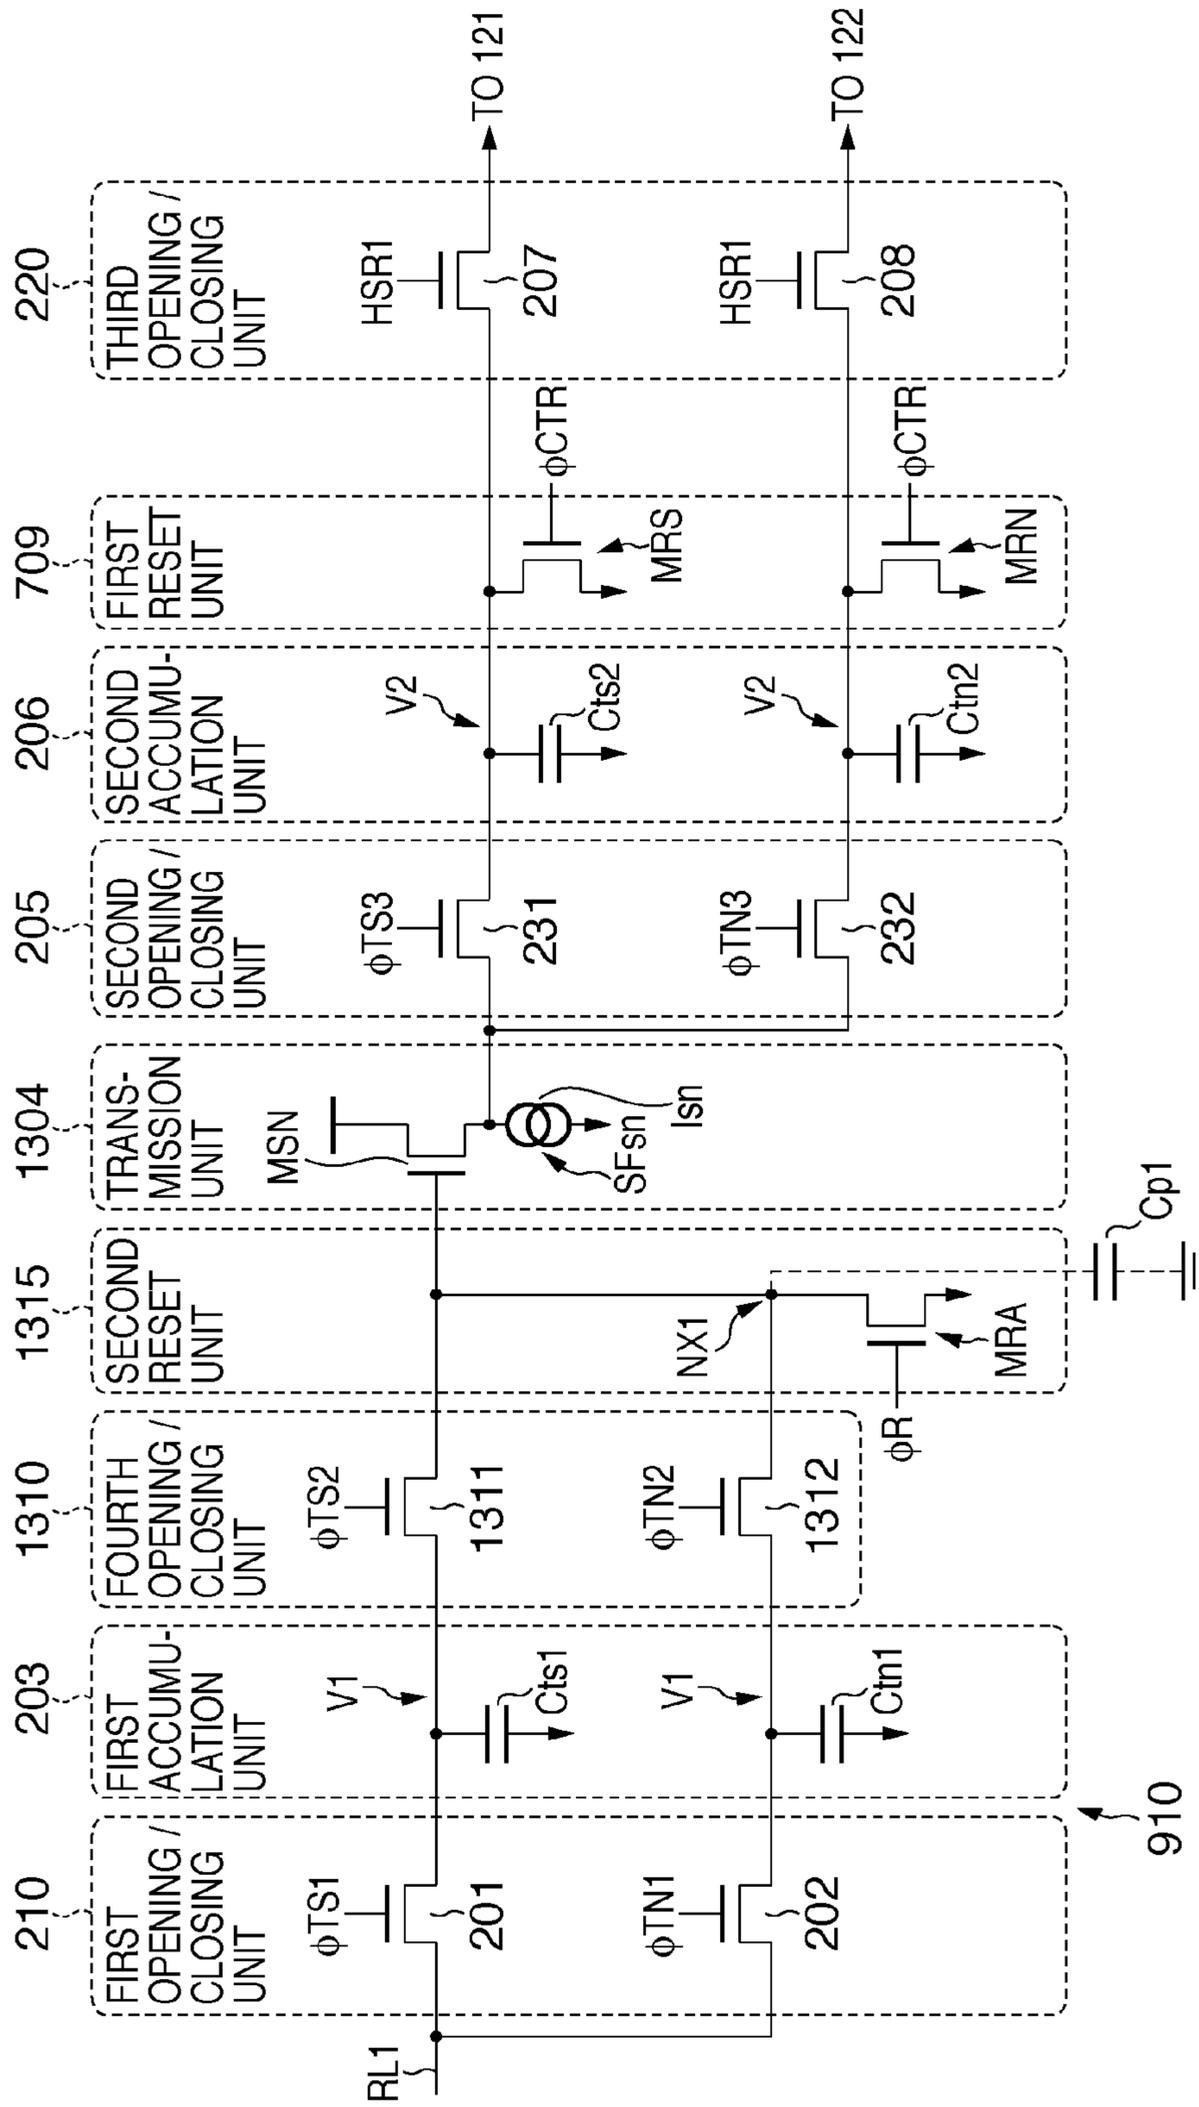 210
FIRST
OPENING /
CLOSING
UNIT
203
FIRST
ACCUMU-
LATION
UNIT
1310
FOURTH
OPENING /
CLOSING
UNIT
1315
SECOND
RESET
UNIT
1304
TRANS-
MISSION
UNIT
205
SECOND
OPENING /
CLOSING
UNIT
206
SECOND
ACCUMU-
LATION
UNIT
709
FIRST
RESET
UNIT
220
THIRD
OPENING /
CLOSING
UNIT
RL1
ϕTS1
201
V1
Cts1
ϕTS2
1311
MSN
SFsn
Isn
ϕTS3
231
V2
Cts2
MRS
ϕCTR
HSR1
207
TO 121
ϕTN1
202
V1
Ctn1
ϕTN2
1312
NX1
ϕR
MRA
Cp1
ϕTN3
232
V2
Ctn2
MRN
ϕCTR
HSR1
208
TO 122
910